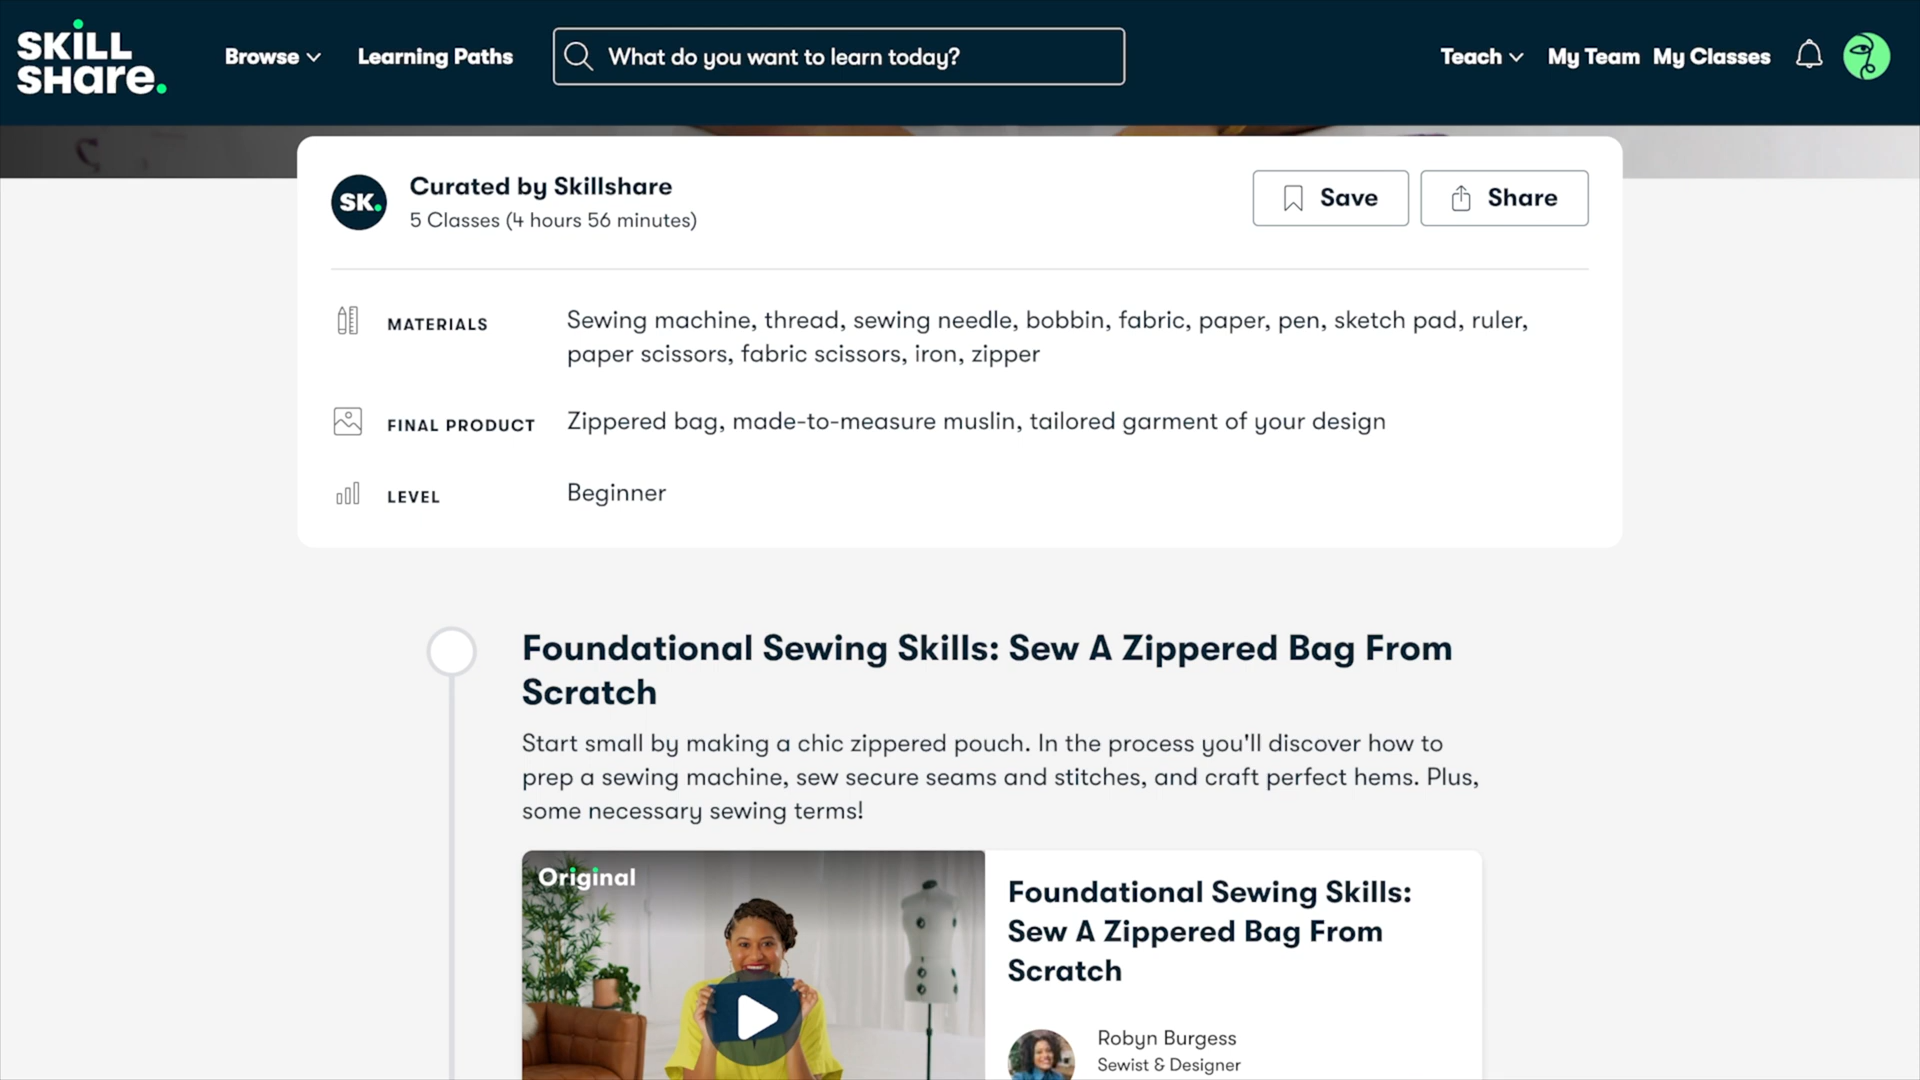 SKILL
SHare.
Browse
Learning Paths
What do you want to learn today?
Teach
My Team
My Classes
SK.
Curated by Skillshare
5 Classes (4 hours 56 minutes)
Save
Share
MATERIALS
Sewing machine, thread, sewing needle, bobbin, fabric, paper, pen, sketch pad, ruler,
paper scissors, fabric scissors, iron, zipper
FINAL PRODUCT
Zippered bag, made-to-measure muslin, tailored garment of your design
LEVEL
Beginner
Foundational Sewing Skills: Sew A Zippered Bag From
Scratch
Start small by making a chic zippered pouch. In the process you'll discover how to
prep a sewing machine, sew secure seams and stitches, and craft perfect hems. Plus,
some necessary sewing terms!
Original
Foundational Sewing Skills:
Sew A Zippered Bag From
Scratch
Robyn Burgess
Sewist & Designer